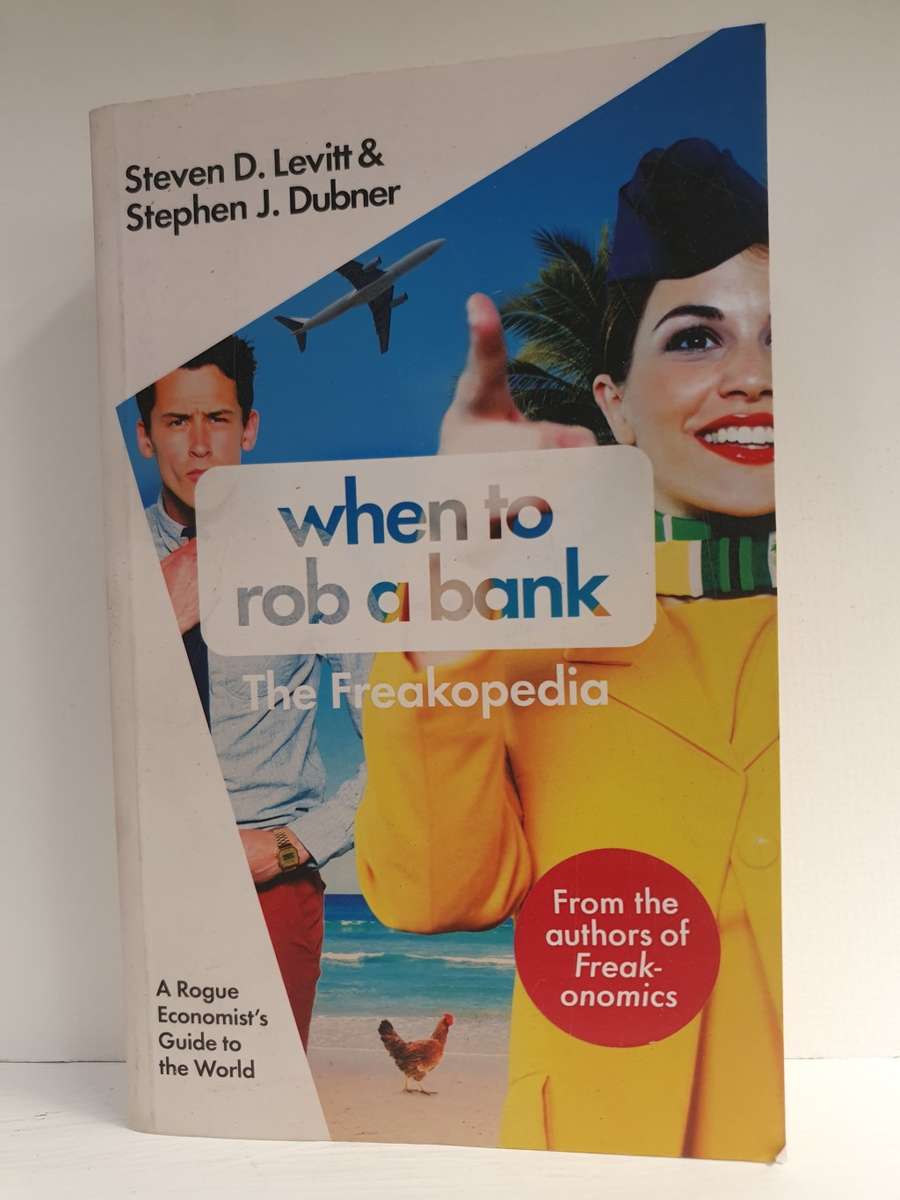 Steven D. Levitt &
Stephen J. Dubner
when to
rob a bank
The Freakopedia
From the
authors of
Freak-
onomics
A Rogue
Economist's
Guide to
the World